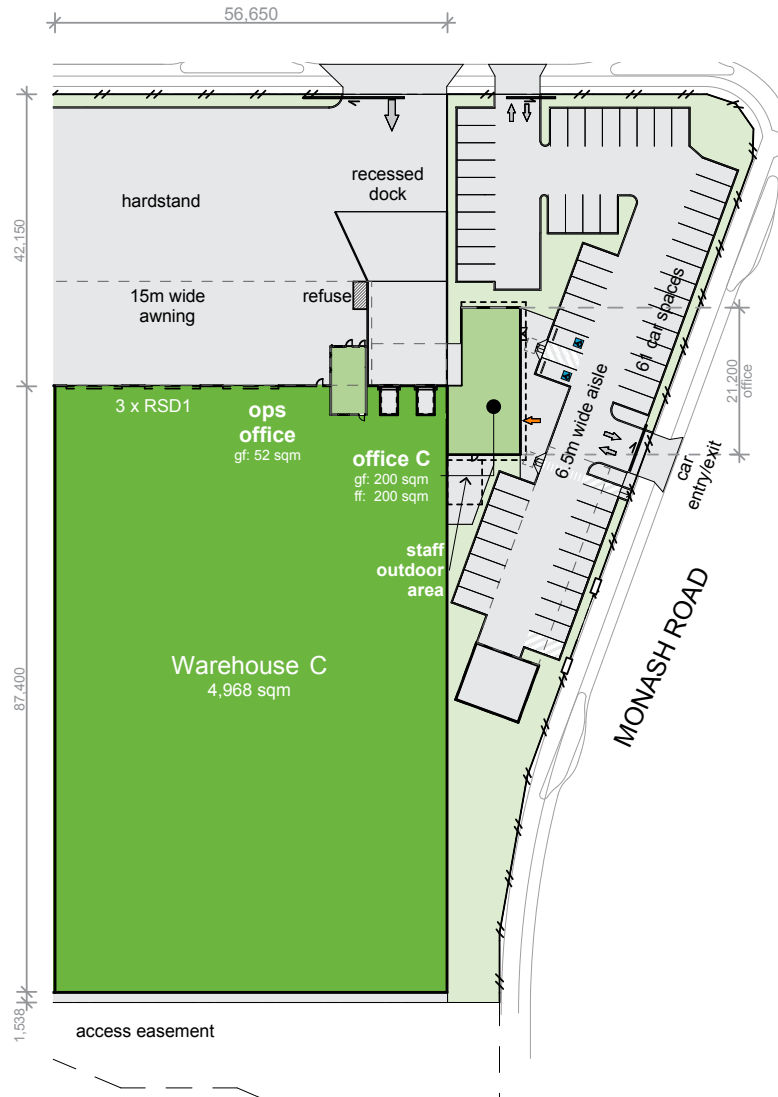 56,650
recessed
dock
hardstand
42,150
15m wide
awning
refuse
61 car spaces
21,200
office
6.5m wide aisle
3 x RSD1
ops
office
gf: 52 sqm
office C
gf: 200 sqm
ff: 200 sqm
car
entry/exit
staff
outdoor
area
MONASH ROAD
Warehouse C
4,968 sqm
87,400
1,538
access easement